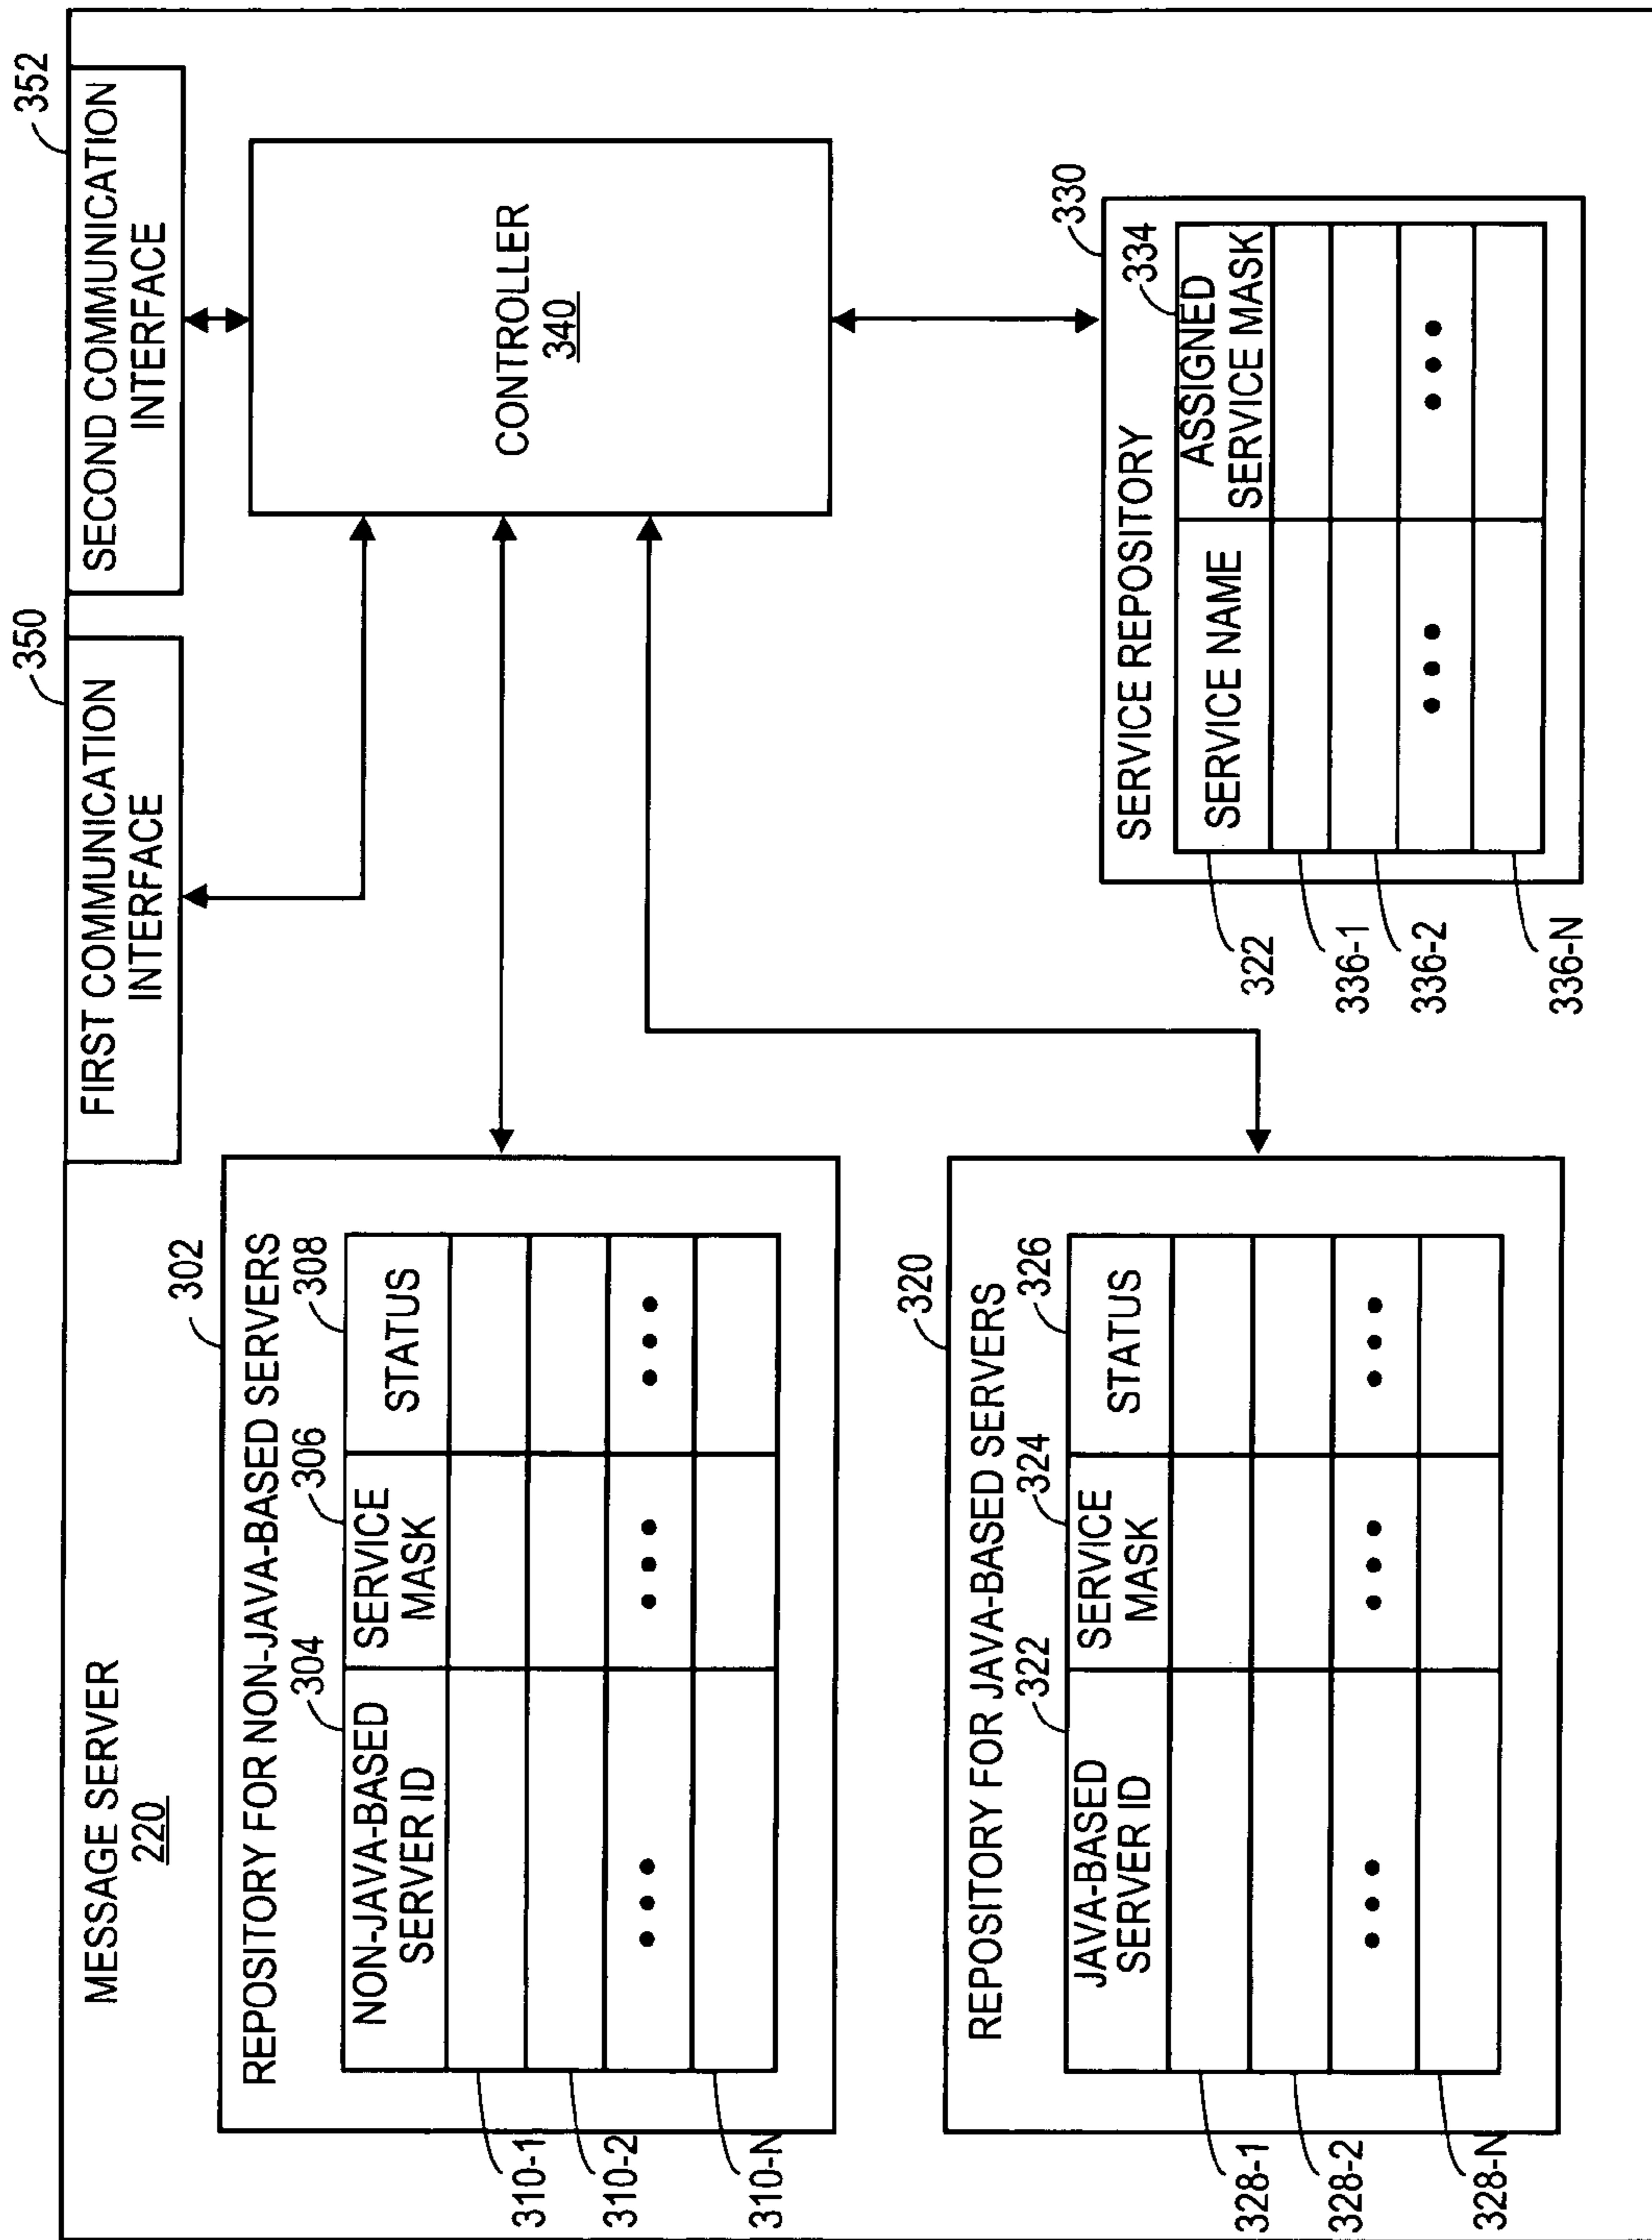 MESSAGE SERVER
220
350
FIRST COMMUNICATION
INTERFACE
352
SECOND COMMUNICATION
INTERFACE
302
REPOSITORY FOR NON-JAVA-BASED SERVERS
304
306
308
NON-JAVA-BASED
SERVER ID
SERVICE
MASK
STATUS
310-1
310-2
310-N
CONTROLLER
340
320
REPOSITORY FOR JAVA-BASED SERVERS
322
324
326
JAVA-BASED
SERVER ID
SERVICE
MASK
STATUS
328-1
328-2
328-N
330
SERVICE REPOSITORY
334
322
SERVICE NAME
ASSIGNED
SERVICE MASK
336-1
336-2
336-N